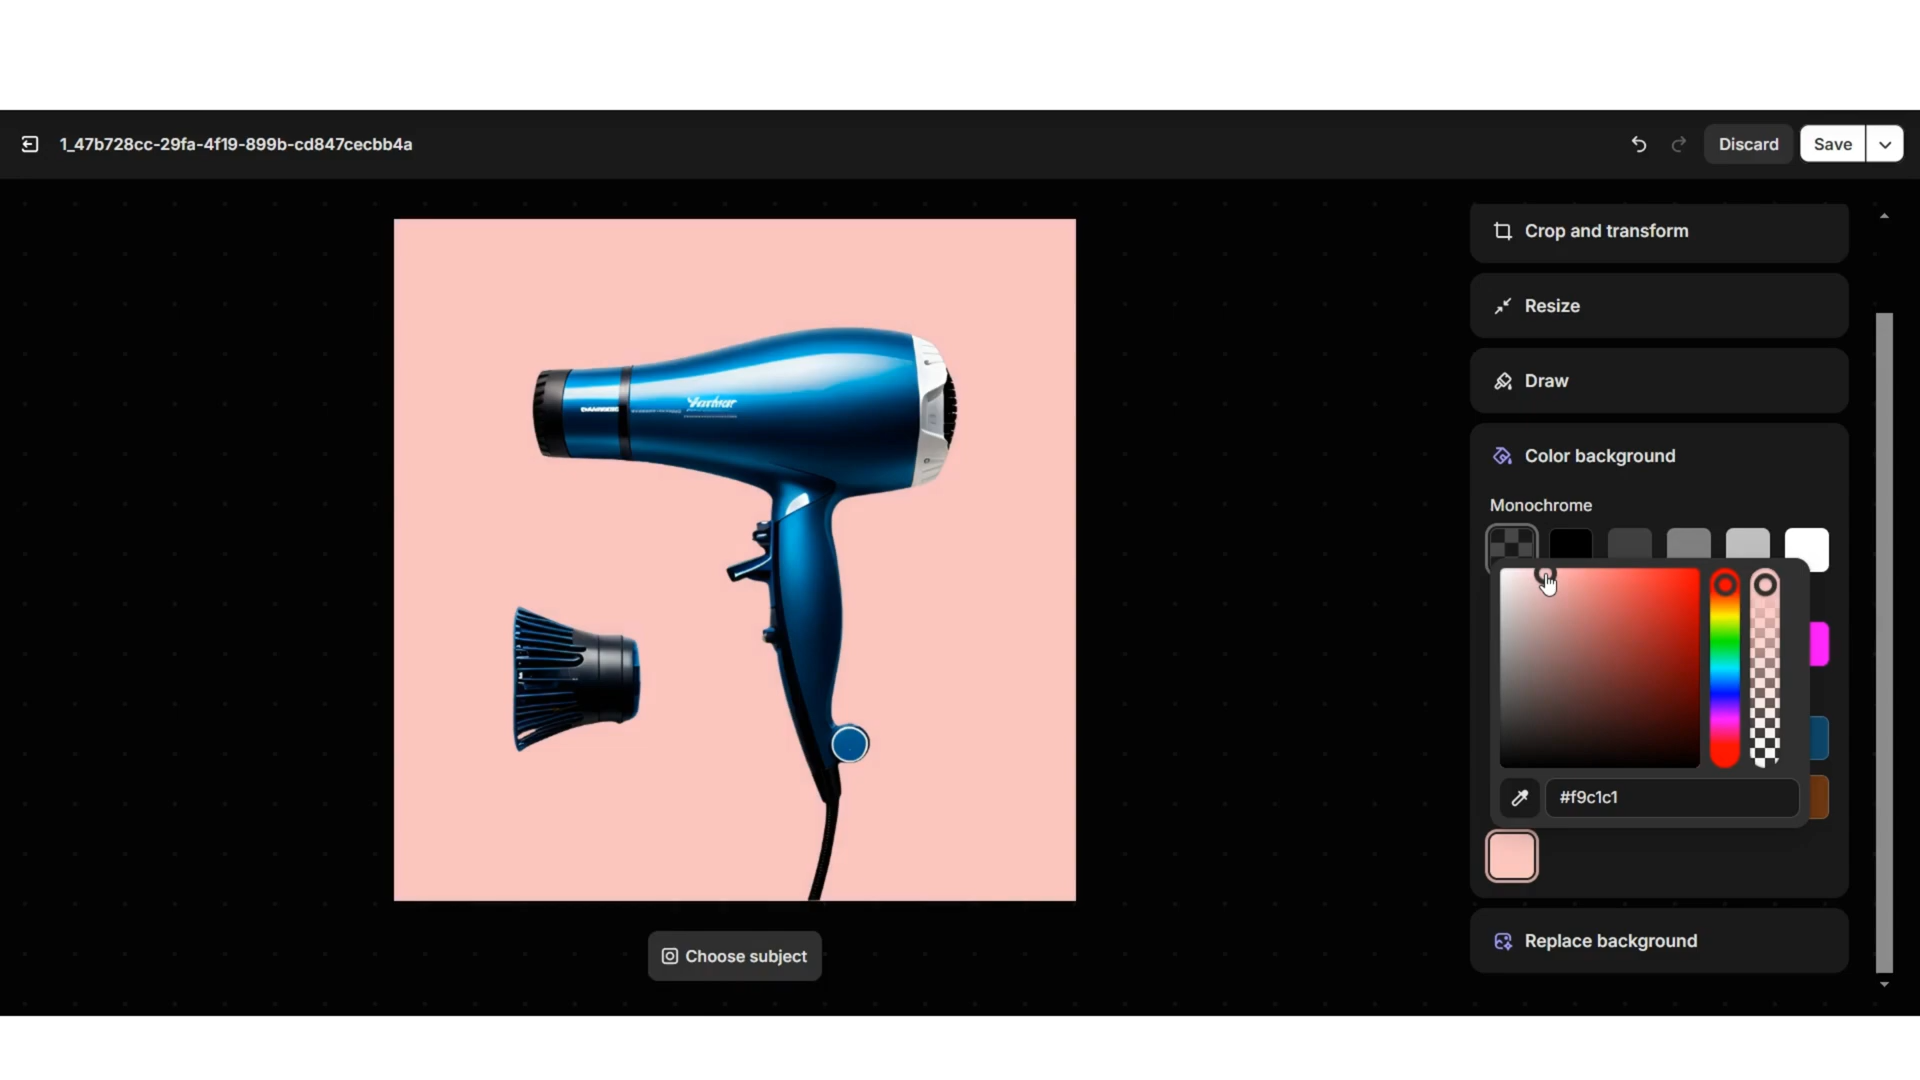 1_47b728cc-29fa-4f19-899b-cd847cecbb4a
Discard
Save
Crop and transform
Resize
Draw
Color background
Monochrome
#f9c1c1
Replace background
Choose subject